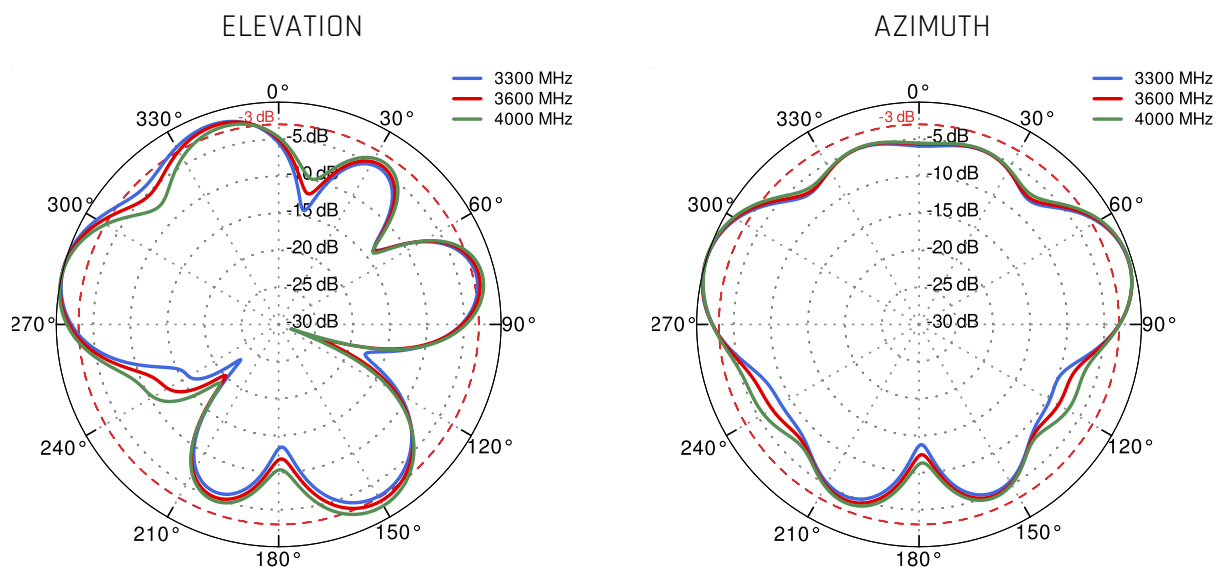 ELEVATION
3300 MHz
3600 MHz
4000 MHz
0°
30°
60°
90°
120°
150°
180°
210°
240°
270°
300°
330°
-3 dB
-5 dB
-10 dB
-15 dB
-20 dB
-25 dB
-30 dB
AZIMUTH
3300 MHz
3600 MHz
4000 MHz
0°
30°
60°
90°
120°
150°
180°
210°
240°
270°
300°
330°
-3 dB
-5 dB
-10 dB
-15 dB
-20 dB
-25 dB
-30 dB